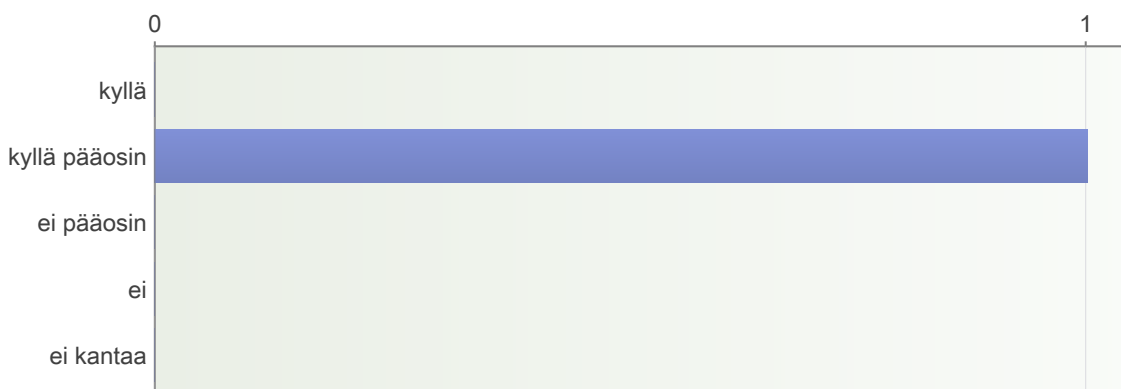 0 1
kyllä
kyllä pääosin
ei pääosin
ei
ei kantaa